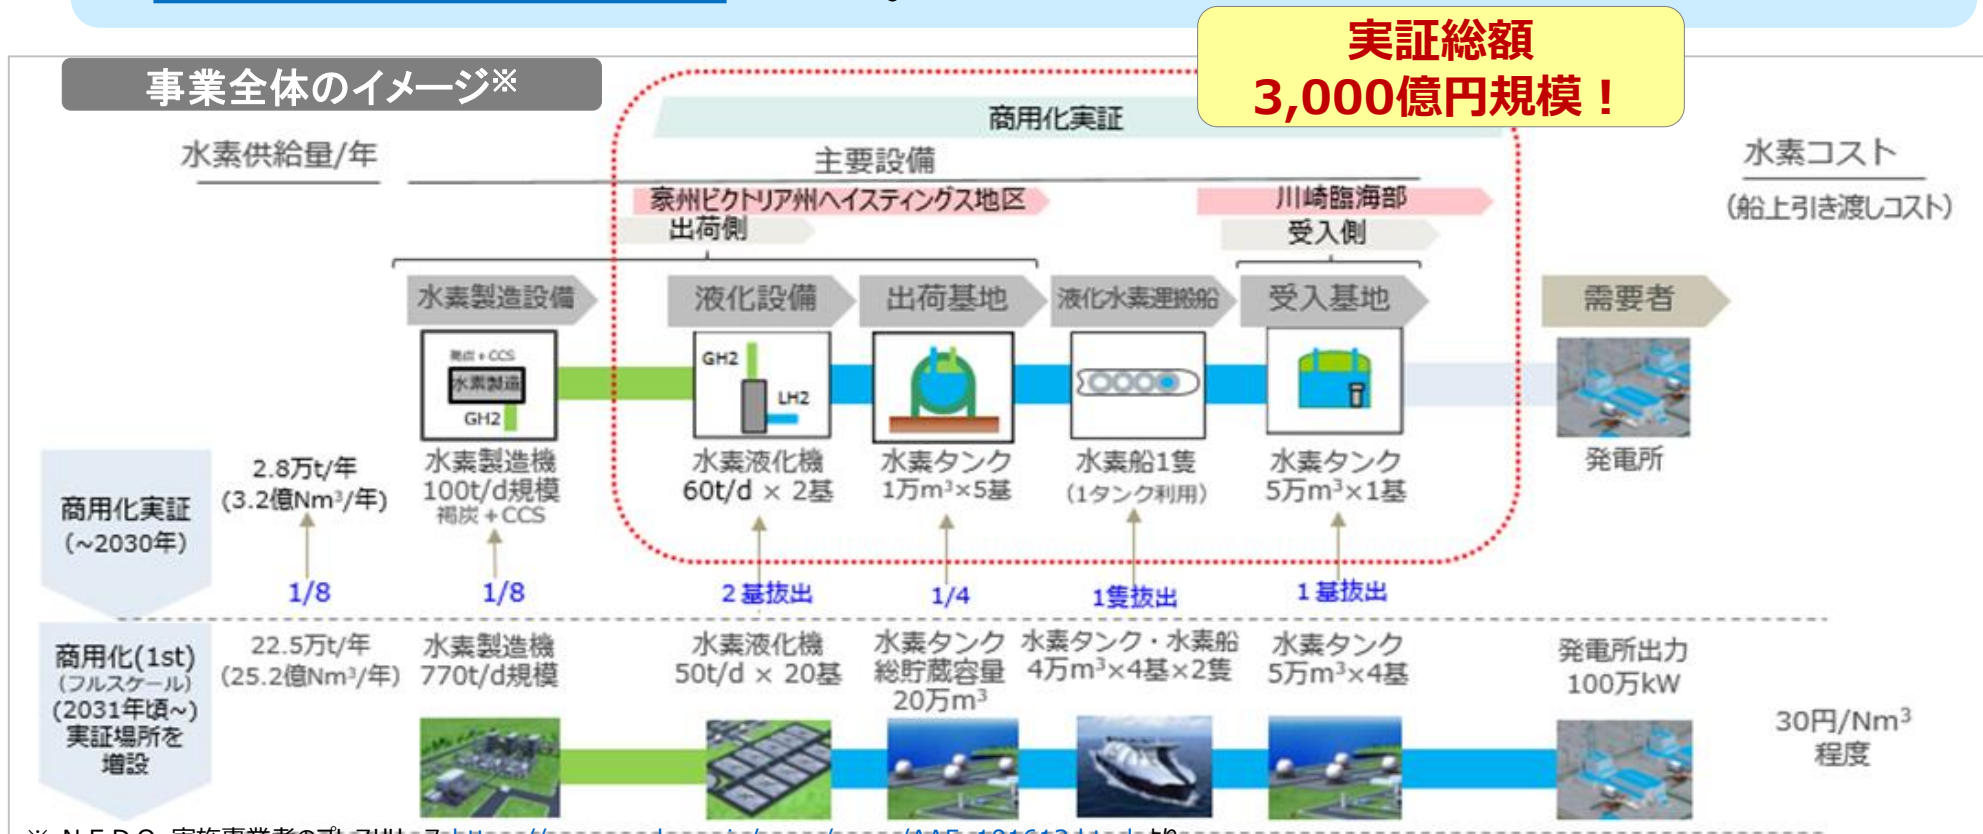 実証総額
3,000億円規模！
事業全体のイメージ※
商用化実証
水素供給量/年
主要設備
水素コスト
(船上引き渡しコスト)
豪州ビクトリア州ヘイスティングス地区
川崎臨海部
出荷側
受入側
水素製造設備
液化設備
出荷基地
液化水素運搬船
受入基地
需要者
褐炭+CCS
水素製造
GH2
GH2
LH2
商用化実証
(~2030年)
2.8万t/年
(3.2億Nm³/年)
水素製造機
100t/d規模
褐炭+CCS
水素液化機
60t/d × 2基
水素タンク
1万m³×5基
水素船1隻
(1タンク利用)
水素タンク
5万m³×1基
発電所
1/8
1/8
2基抜出
1/4
1隻抜出
1基抜出
商用化(1st)
(フルスケール)
(2031年頃~)
実証場所を
増設
22.5万t/年
(25.2億Nm³/年)
水素製造機
770t/d規模
水素液化機
50t/d × 20基
水素タンク
総貯蔵容量
20万m³
水素タンク・水素船
4万m³×4基×2隻
水素タンク
5万m³×4基
発電所出力
100万kW
30円/Nm³
程度